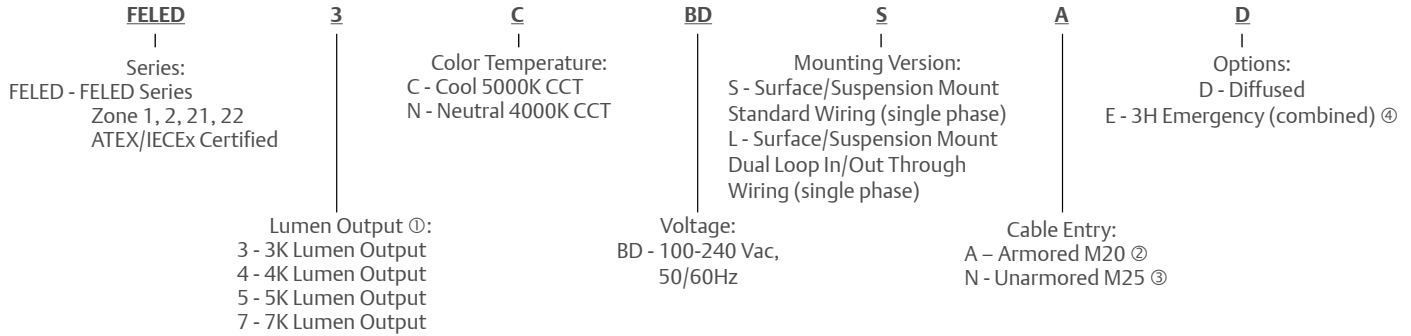 FELED 3 C BD S A D
Series:
FELED - FELED Series
Zone 1, 2, 21, 22
ATEX/IECEx Certified
Lumen Output ①:
3 - 3K Lumen Output
4 - 4K Lumen Output
5 - 5K Lumen Output
7 - 7K Lumen Output
Color Temperature:
C - Cool 5000K CCT
N - Neutral 4000K CCT
Voltage:
BD - 100-240 Vac,
50/60Hz
Mounting Version:
S - Surface/Suspension Mount
Standard Wiring (single phase)
L - Surface/Suspension Mount
Dual Loop In/Out Through
Wiring (single phase)
Cable Entry:
A – Armored M20 ②
N - Unarmored M25 ③
Options:
D - Diffused
E - 3H Emergency (combined) ④